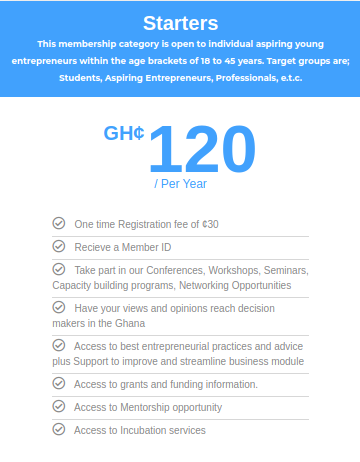 Starters
This membership category is open to individual aspiring young
entrepreneurs within the age brackets of 18 to 45 years. Target groups are;
Students, Aspiring Entrepreneurs, Professionals, e.t.c.
GH¢ 120
/ Per Year
One time Registration fee of ¢30
Recieve a Member ID
Take part in our Conferences, Workshops, Seminars,
Capacity building programs, Networking Opportunities
Have your views and opinions reach decision
makers in the Ghana
Access to best entrepreneurial practices and advice
plus Support to improve and streamline business module
Access to grants and funding information.
Access to Mentorship opportunity
Access to Incubation services